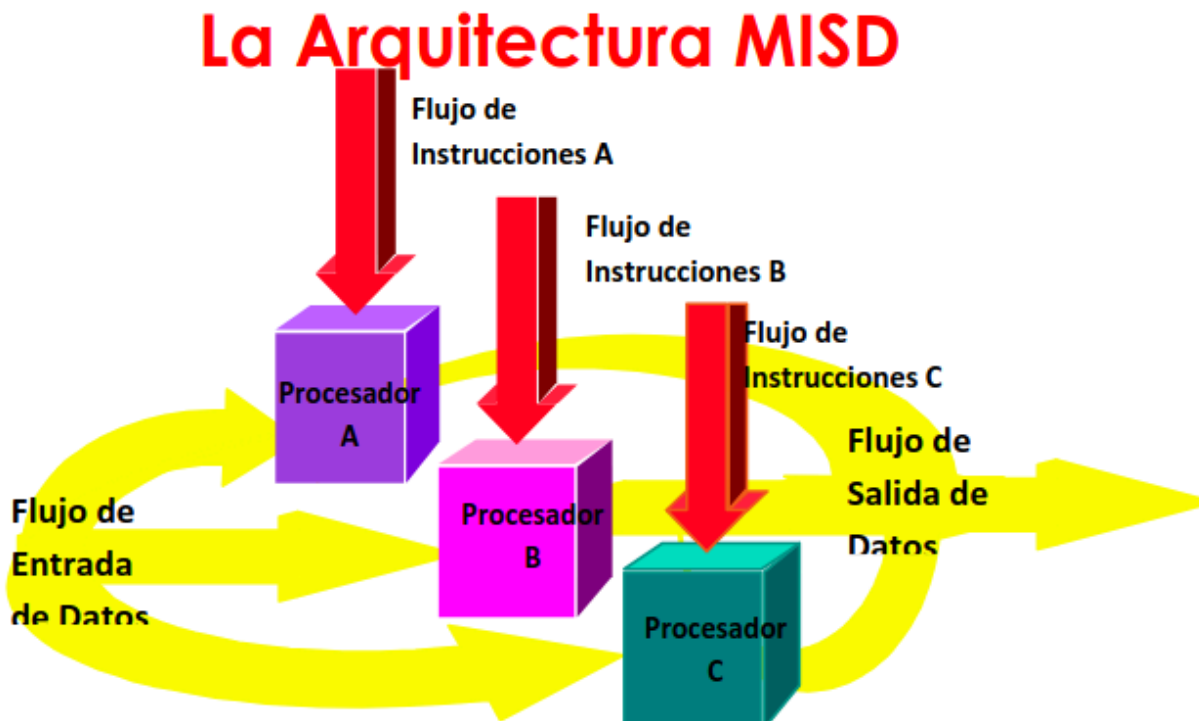 La Arquitectura MISD
Flujo de
Instrucciones A
Flujo de
Instrucciones B
Flujo de
Instrucciones C
Procesador
A
Procesador
B
Procesador
C
Flujo de
Entrada
de Datos
Flujo de
Salida de
Datos